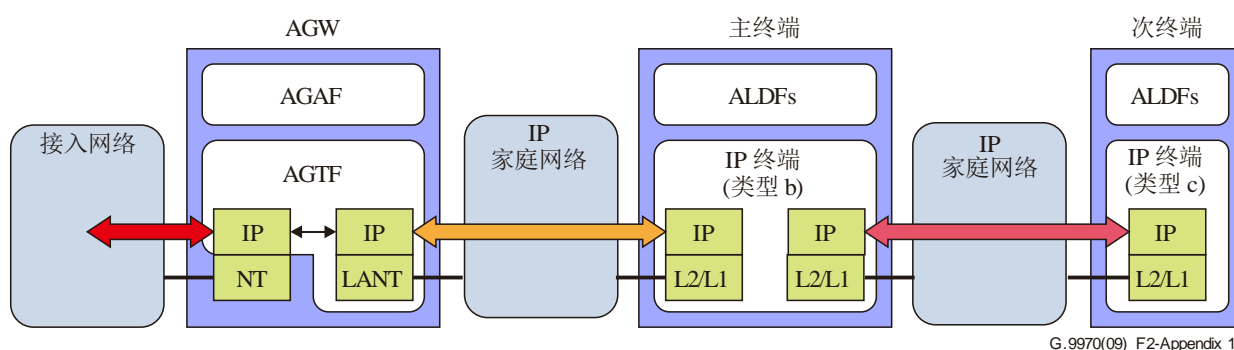 AGW
主终端
次终端
AGAF
ALDFs
ALDFs
接入网络
IP
家庭网络
IP
家庭网络
AGTF
IP 终端
(类型 b)
IP 终端
(类型 c)
IP
IP
IP
IP
IP
NT
LANT
L2/L1
L2/L1
L2/L1
G.9970(09)_F2-Appendix 1